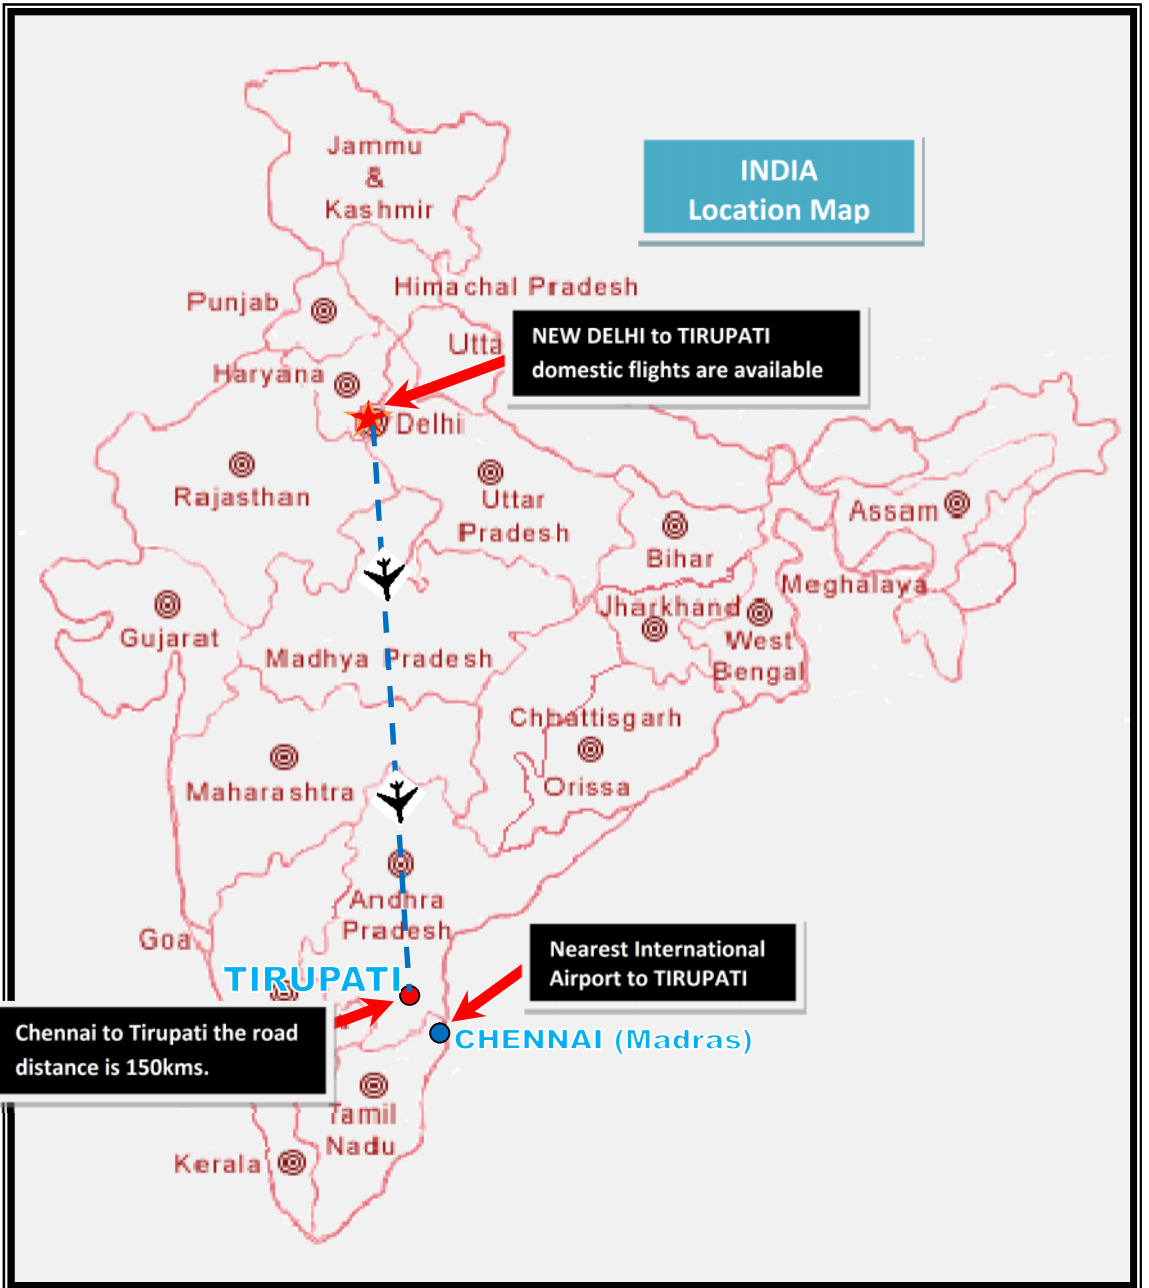 Jammu
&
Kashmir
INDIA
Location Map
Himachal Pradesh
Punjab
NEW DELHI to TIRUPATI
domestic flights are available
Utta
Haryana
Delhi
Rajasthan
Uttar
Pradesh
Assam
Bihar
Meghalaya
Jharkhand
West
Bengal
Gujarat
Madhya Pradesh
Chhattisgarh
Orissa
Maharashtra
Andhra
Pradesh
Goa
Nearest International
Airport to TIRUPATI
TIRUPATI
Chennai to Tirupati the road
distance is 150kms.
CHENNAI (Madras)
Tamil
Nadu
Kerala